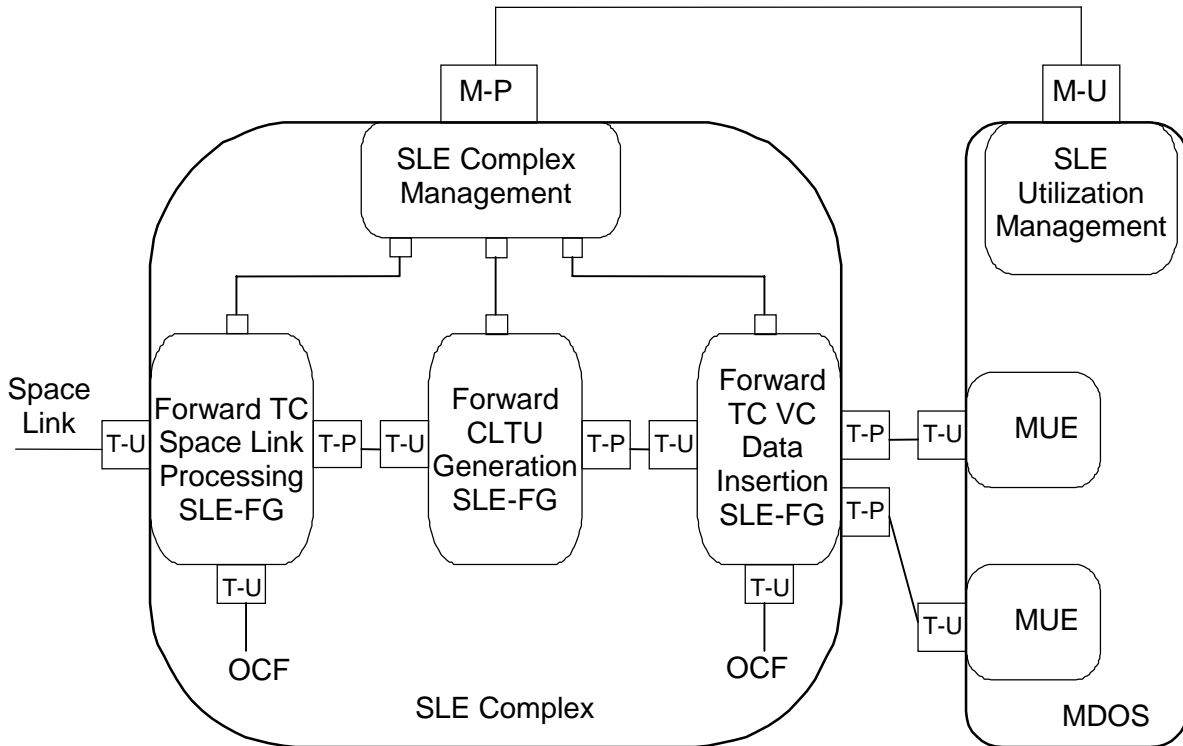 M-P
M-U
SLE Complex
Management
SLE
Utilization
Management
Space
Link
T-U
Forward TC
Space Link
Processing
SLE-FG
T-P
T-U
Forward
CLTU
Generation
SLE-FG
T-P
T-U
Forward
TC VC
Data
Insertion
SLE-FG
T-P
T-U
MUE
T-P
T-U
MUE
T-U
OCF
T-U
OCF
SLE Complex
MDOS